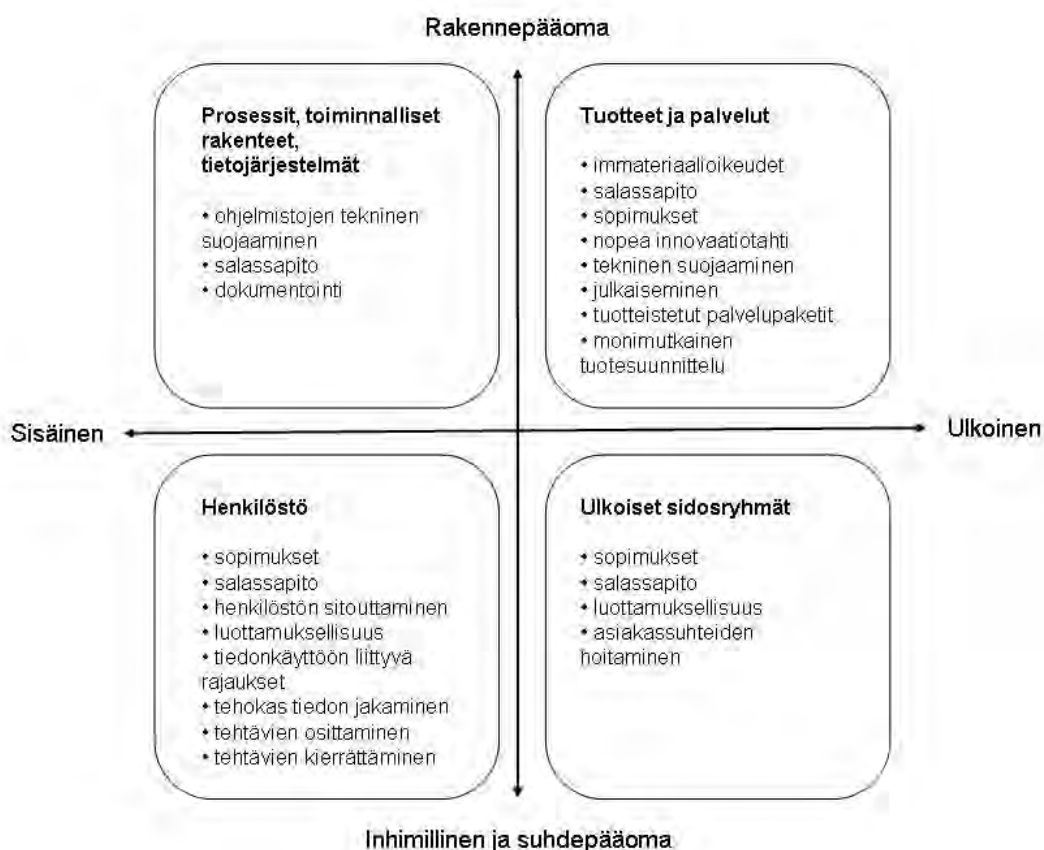 Rakennepääoma
Prosessit, toiminnalliset
rakenteet,
tietojärjestelmät
• ohjelmistojen tekninen
suojaaminen
• salassapito
• dokumentointi
Tuotteet ja palvelut
• immateriaalioikeudet
• salassapito
• sopimukset
• nopea innovaatiotahti
• tekninen suojaaminen
• julkaiseminen
• tuotteistetut palvelupaketit
• monimutkainen
tuotesuunnittelu
Sisäinen
Ulkoinen
Henkilöstö
• sopimukset
• salassapito
• henkilöstön sitouttaminen
• luottamuksellisuus
• tiedonkäyttöön liittyvä
rajaukset
• tehokas tiedon jakaminen
• tehtävien osittaminen
• tehtävien kierrättäminen
Ulkoiset sidosryhmät
• sopimukset
• salassapito
• luottamuksellisuus
• asiakassuhteiden
hoitaminen
Inhimillinen ja suhdepääoma